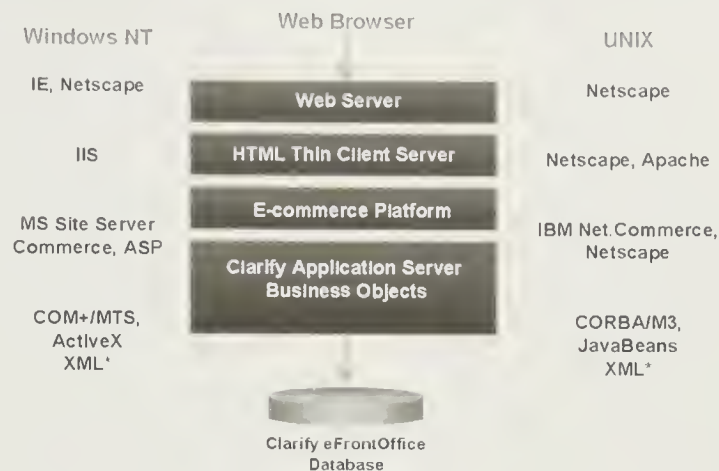 Web Browser
Windows NT
UNIX
IE, Netscape
Web Server
Netscape
IIS
HTML Thin Client Server
Netscape, Apache
E-commerce Platform
MS Site Server
Commerce, ASP
IBM Net.Commerce,
Netscape
Clarify Application Server
Business Objects
COM+/MTS,
ActiveX
XML*
CORBA/M3,
JavaBeans
XML*
Clarify eFrontOffice
Database